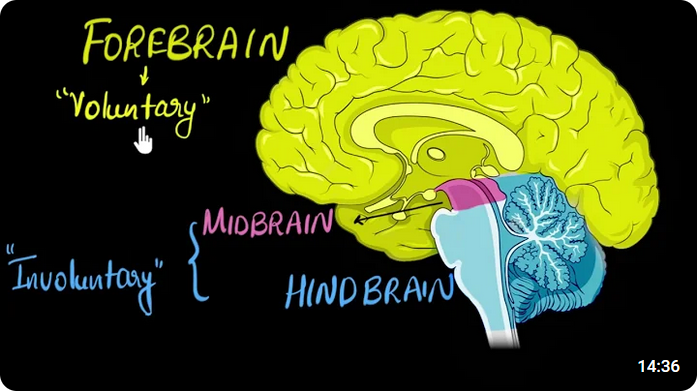 FOREBRAIN
"Voluntary"
MIDBRAIN
"Involuntary"
HINDBRAIN
14:36